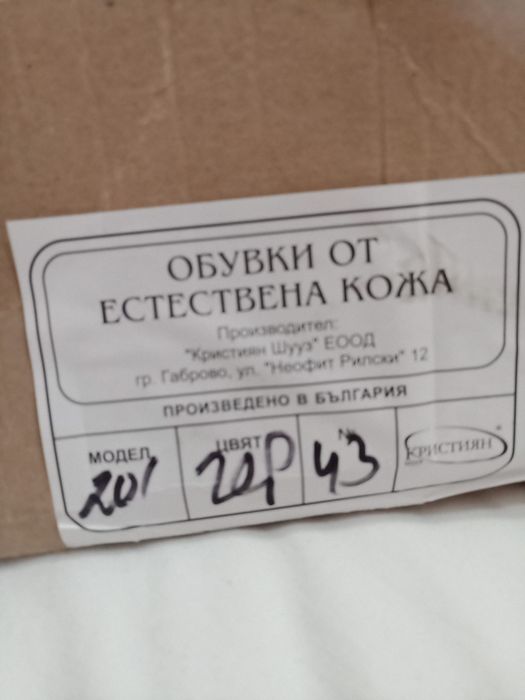 ОБУВКИ ОТ
ЕСТЕСТВЕНА КОЖА
Производител:
"Кристиян Шууз" ЕООД
гр. Габрово, ул. "Неофит Рилски" 12
ПРОИЗВЕДЕНО В БЪЛГАРИЯ
МОДЕЛ ЦВЯТ №
201 чер 43
КРИСТИЯН